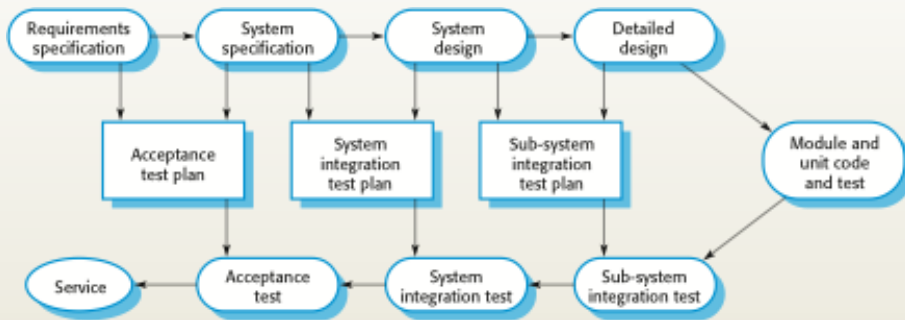 Requirements
specification
System
specification
System
design
Detailed
design
Acceptance
test plan
System
integration
test plan
Sub-system
integration
test plan
Module and
unit code
and test
Service
Acceptance
test
System
integration test
Sub-system
integration test